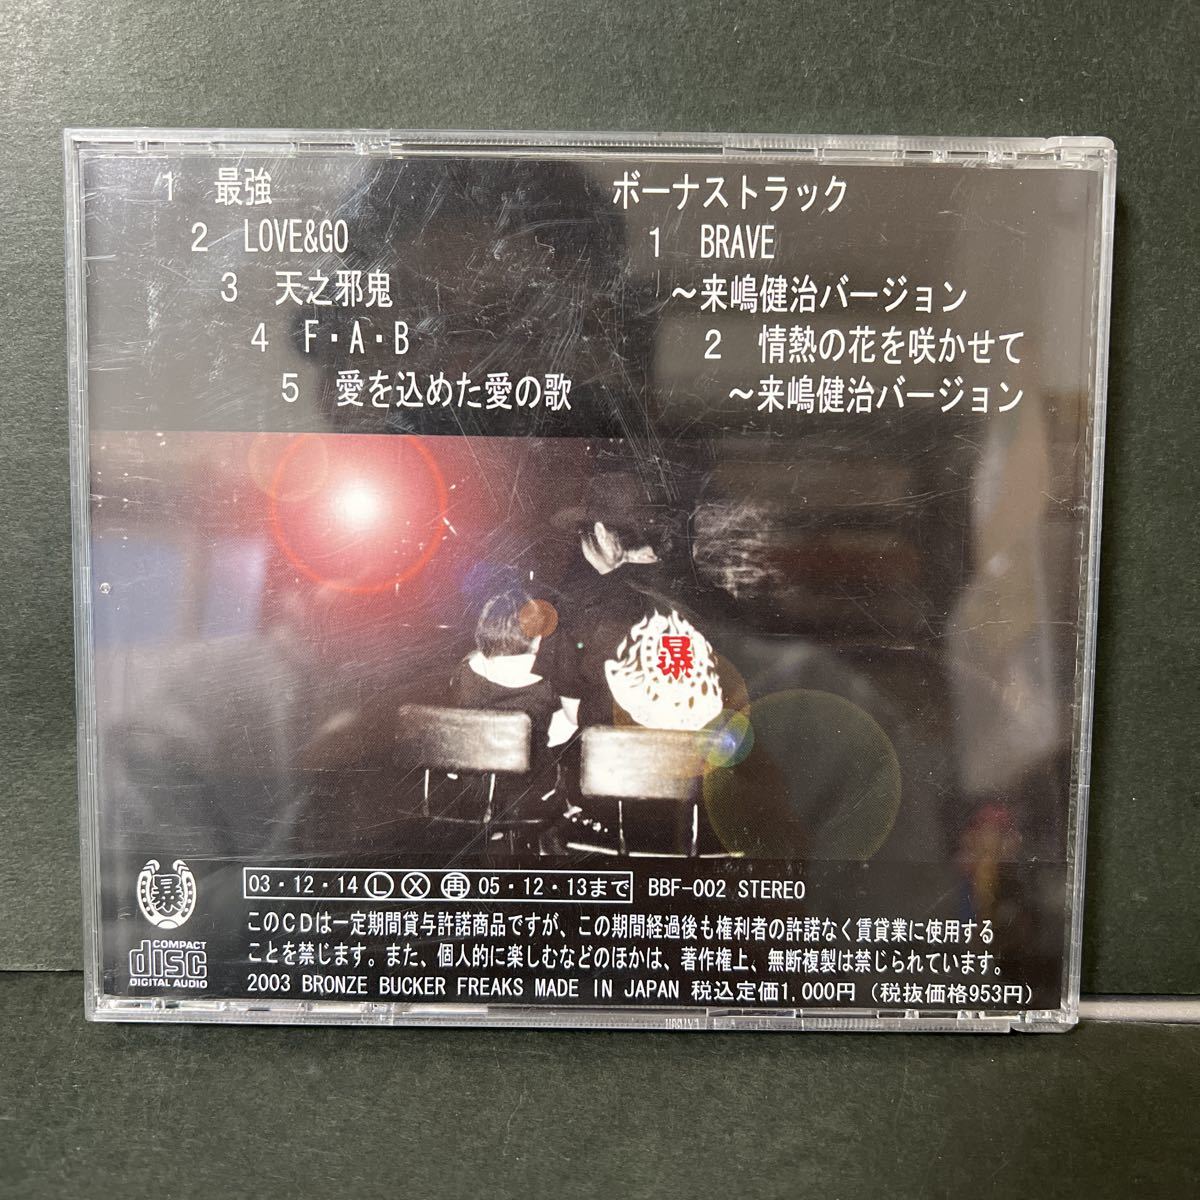 1 最強
2 LOVE&GO
3 天之邪鬼
4 F・A・B
5 愛を込めた愛の歌
ボーナストラック
1 BRAVE
～来嶋健治バージョン
2 情熱の花を咲かせて
～来嶋健治バージョン
暴
暴
COMPACT
disc
DIGITAL AUDIO
03・12・14 Ⓛ Ⓧ ㊢ 05・12・13まで BBF-002 STEREO
このCDは一定期間貸与許諾商品ですが、この期間経過後も権利者の許諾なく賃貸業に使用する
ことを禁じます。また、個人的に楽しむなどのほかは、著作権上、無断複製は禁じられています。
2003 BRONZE BUCKER FREAKS MADE IN JAPAN 税込定価1,000円（税抜価格953円）